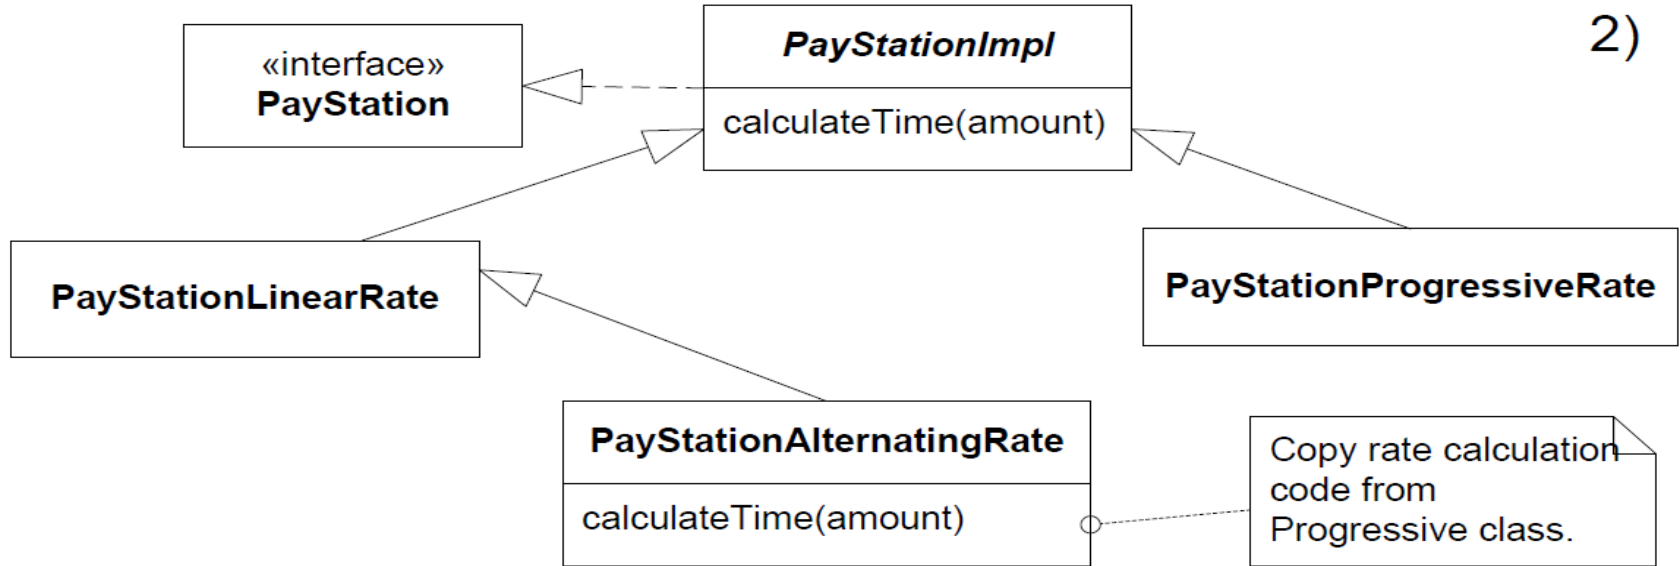 2)
«interface»
PayStation
PayStationImpl
calculateTime(amount)
PayStationLinearRate
PayStationProgressiveRate
PayStationAlternatingRate
calculateTime(amount)
Copy rate calculation
code from
Progressive class.